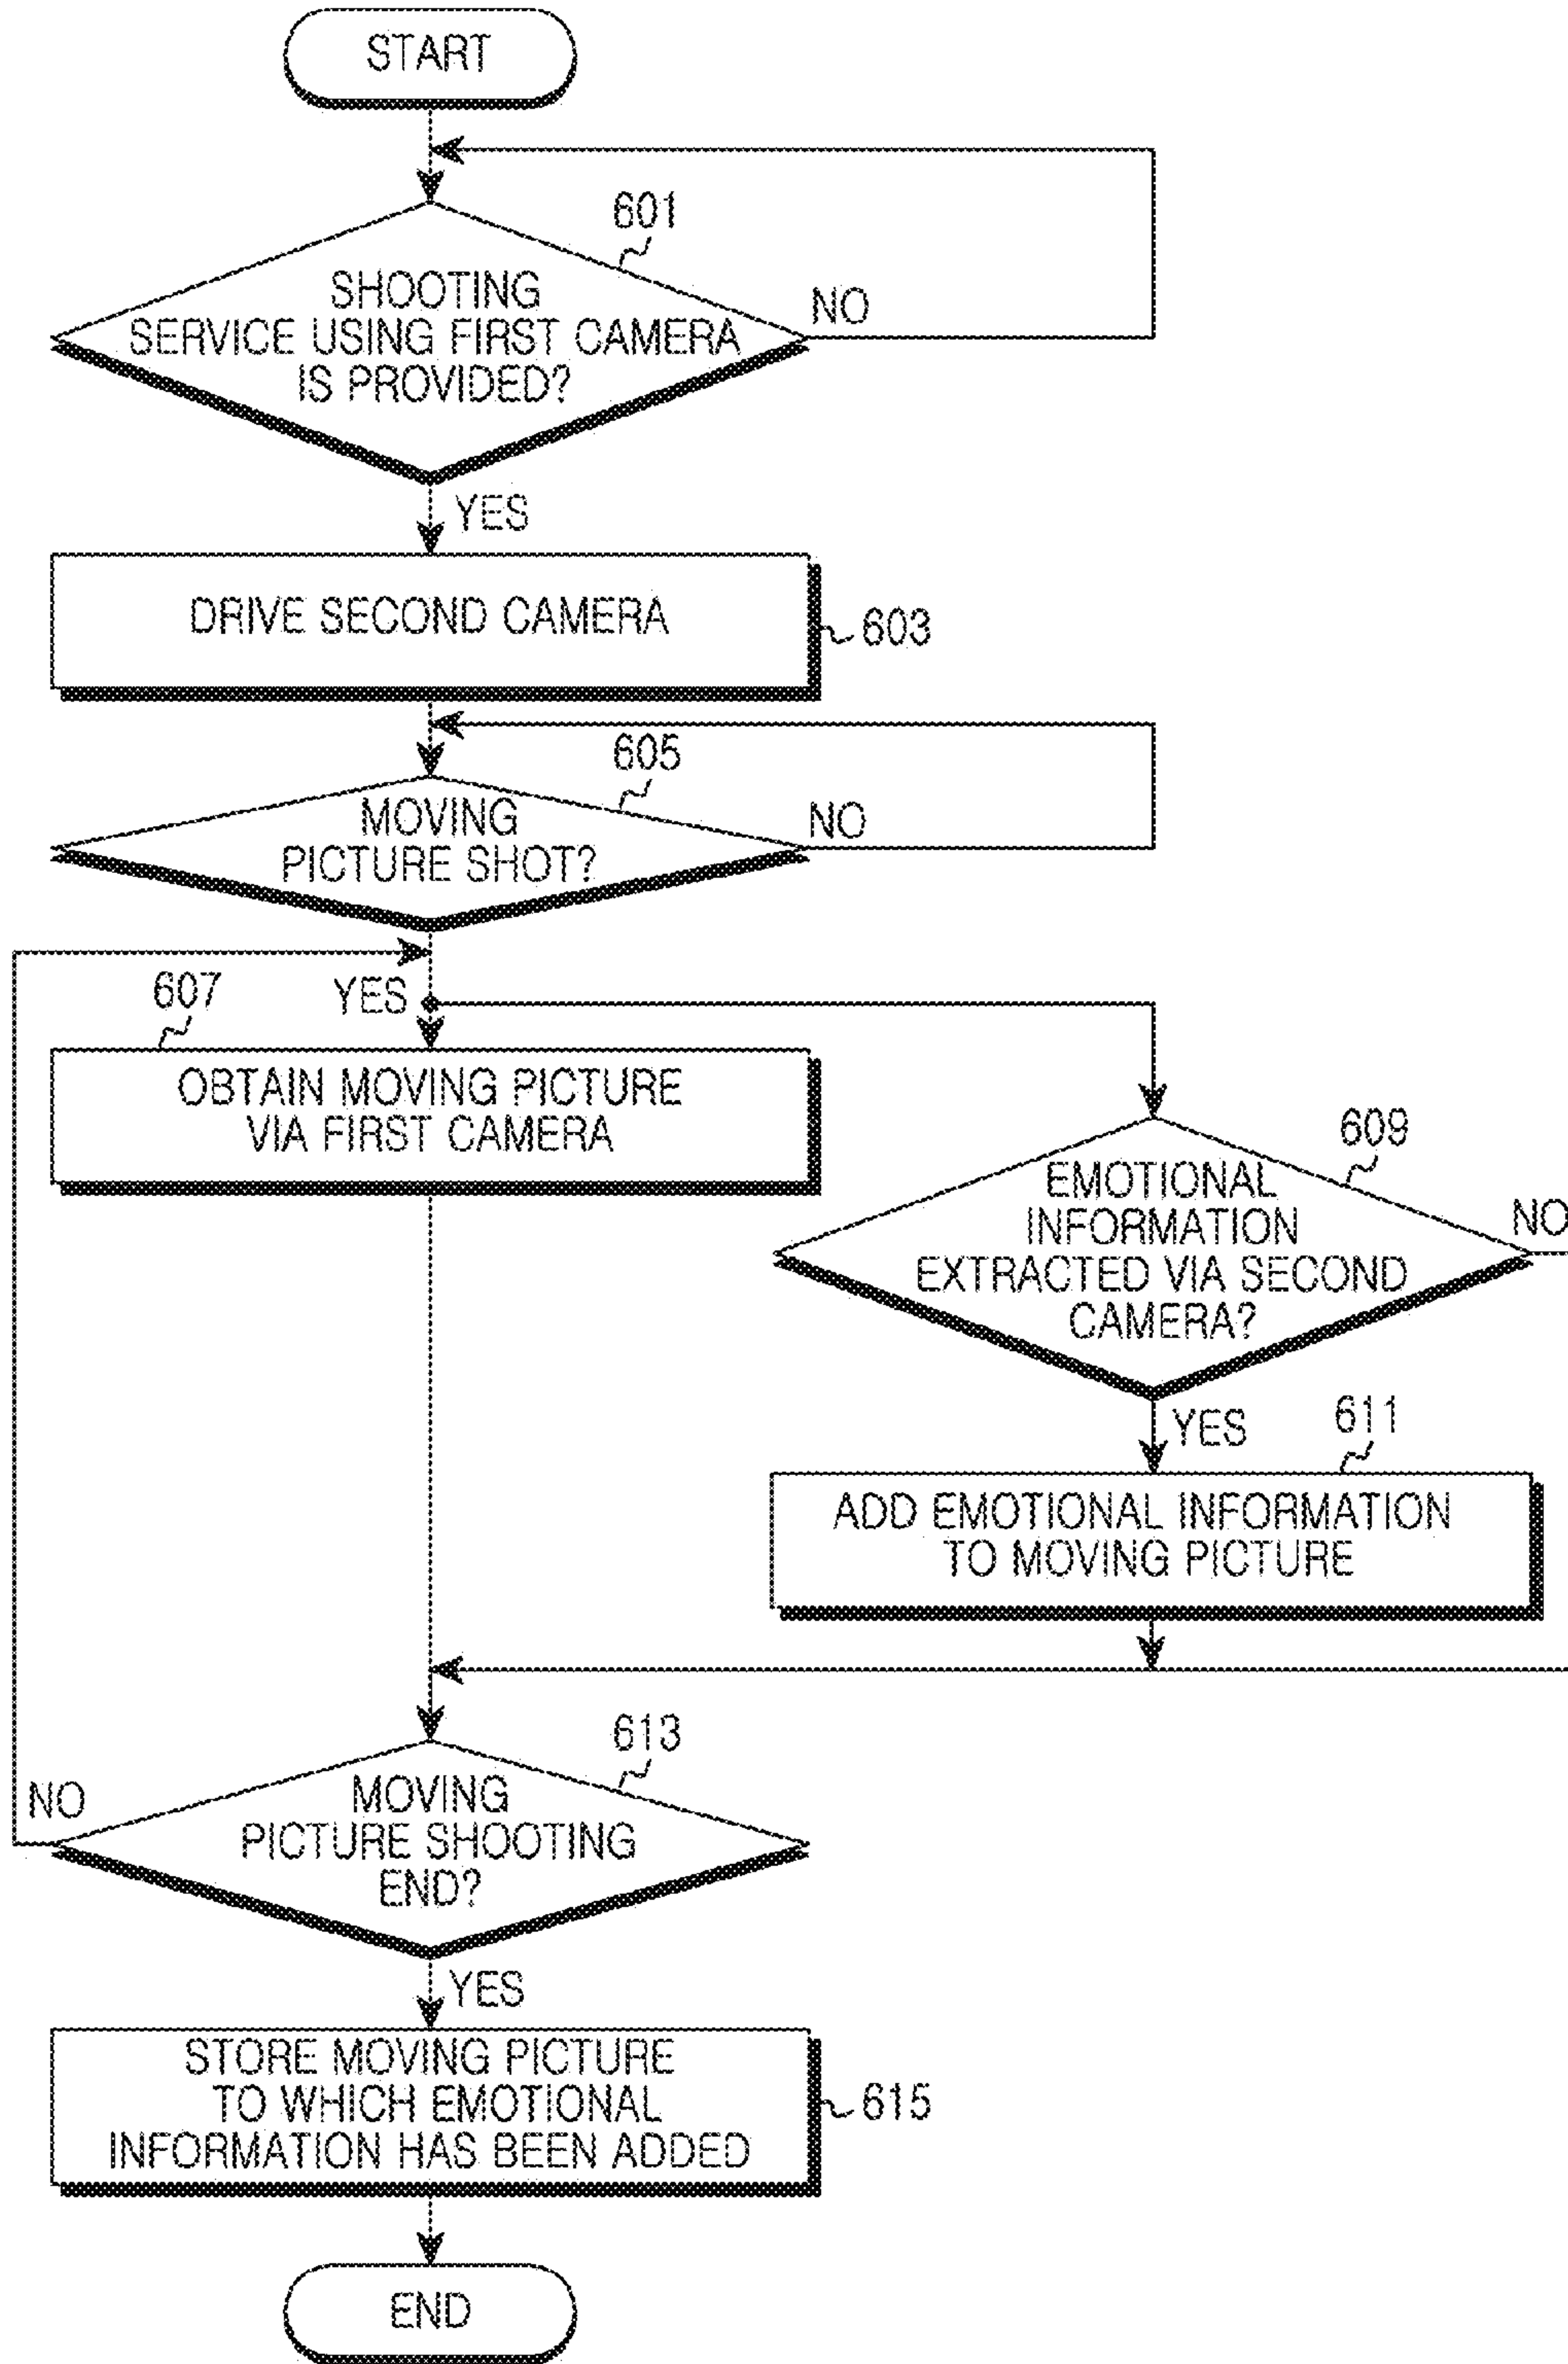 START
601
SHOOTING
SERVICE USING FIRST CAMERA
IS PROVIDED?
NO
YES
DRIVE SECOND CAMERA
603
605
MOVING
PICTURE SHOT?
NO
607
YES
OBTAIN MOVING PICTURE
VIA FIRST CAMERA
609
EMOTIONAL
INFORMATION
EXTRACTED VIA SECOND
CAMERA?
NO
YES
611
ADD EMOTIONAL INFORMATION
TO MOVING PICTURE
613
MOVING
PICTURE SHOOTING
END?
NO
YES
STORE MOVING PICTURE
TO WHICH EMOTIONAL
INFORMATION HAS BEEN ADDED
615
END